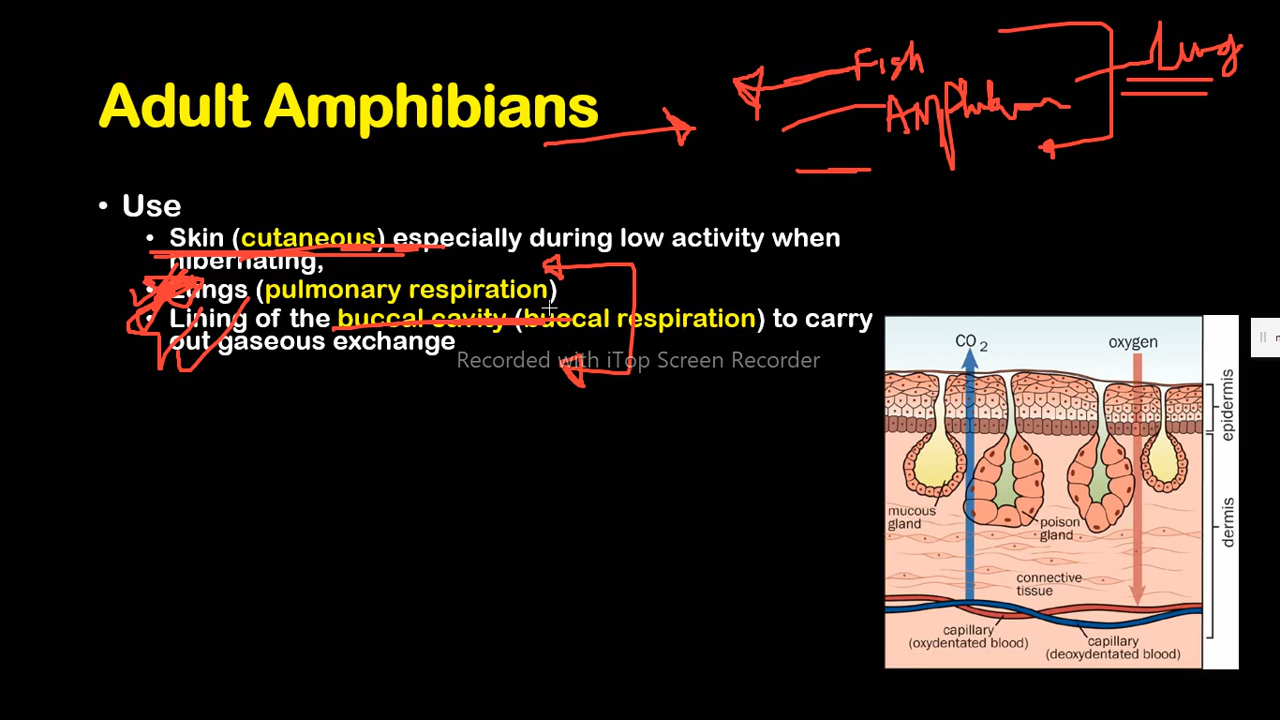 Fish
Lung
Adult Amphibians
Amphibian
• Use
• Skin (cutaneous) especially during low activity when
hibernating,
• Lungs (pulmonary respiration)
• Lining of the buccal cavity (buccal respiration) to carry
out gaseous exchange
Recorded with iTop Screen Recorder
CO2
oxygen
epidermis
mucous
gland
poison
gland
dermis
connective
tissue
capillary
(oxydentated blood)
capillary
(deoxydentated blood)